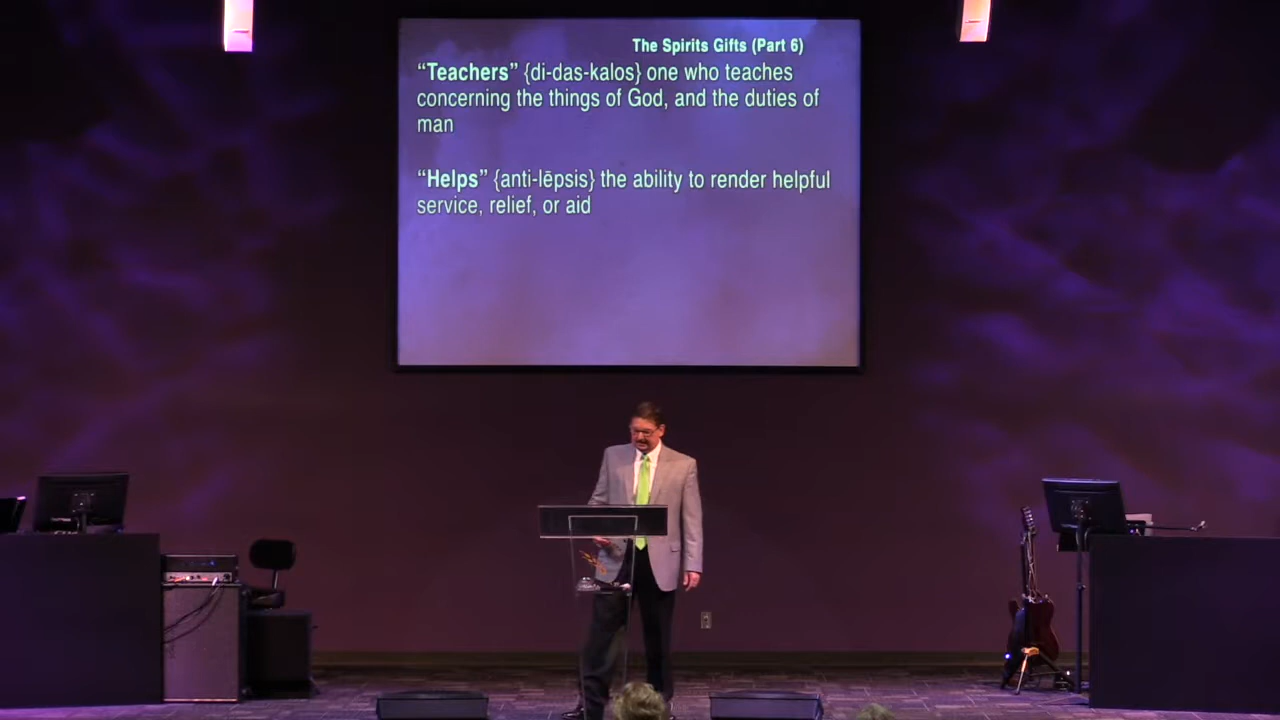 The Spirits Gifts (Part 6)
“Teachers” {di-das-kalos} one who teaches
concerning the things of God, and the duties of
man
“Helps” {anti-lēpsis} the ability to render helpful
service, relief, or aid